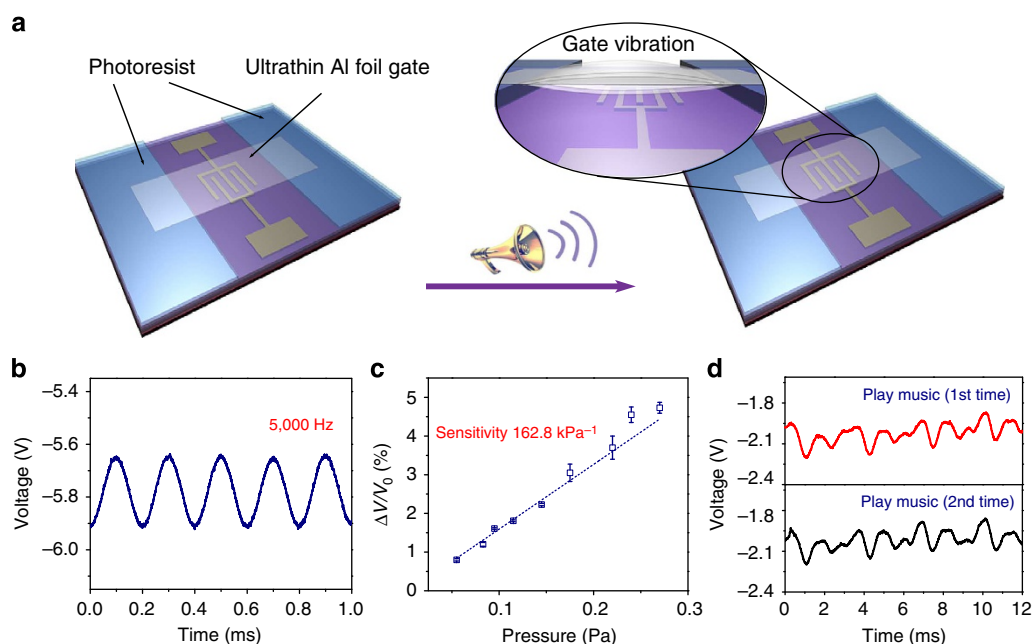 a
Photoresist
Ultrathin Al foil gate
Gate vibration
b
−5.4
−5.6
−5.8
−6.0
Voltage (V)
5,000 Hz
0.0 0.2 0.4 0.6 0.8 1.0
Time (ms)
c
5
4
3
2
1
0
ΔV/V₀ (%)
Sensitivity 162.8 kPa⁻¹
0.1 0.2 0.3
Pressure (Pa)
d
−1.8
−2.1
−2.4
−1.8
−2.1
−2.4
Voltage (V)
Play music (1st time)
Play music (2nd time)
0 2 4 6 8 10 12
Time (ms)